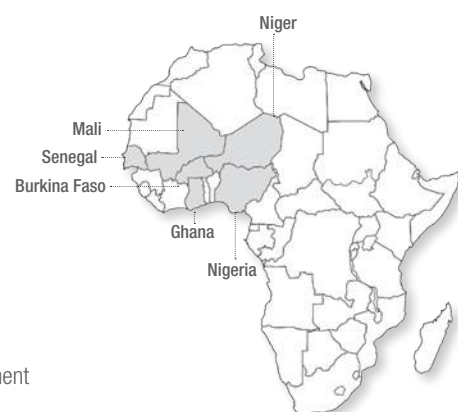 Niger
Mali
Senegal
Burkina Faso
Ghana
Nigeria